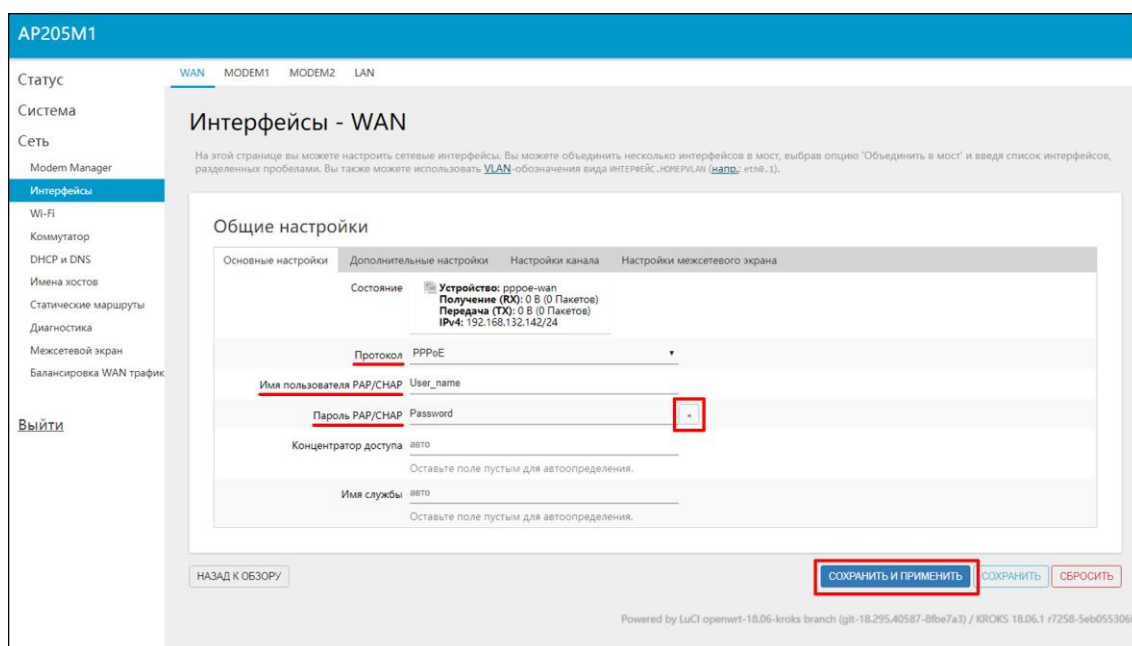 AP205M1
Статус
Система
Сеть
Modem Manager
Интерфейсы
Wi-Fi
Коммутатор
DHCP и DNS
Имена хостов
Статические маршруты
Диагностика
Межсетевой экран
Балансировка WAN трафик
Выйти
WAN MODEM1 MODEM2 LAN
Интерфейсы - WAN
На этой странице вы можете настроить сетевые интерфейсы. Вы можете объединить несколько интерфейсов в мост, выбрав опцию 'Объединить в мост' и введя список интерфейсов,
разделенных пробелами. Вы также можете использовать VLAN-обозначения вида ИНТЕРФЕЙС.НОМЕРVLAN (напр.: eth0.1).
Общие настройки
Основные настройки Дополнительные настройки Настройки канала Настройки межсетевого экрана
Состояние
Устройство: pppoe-wan
Получение (RX): 0 B (0 Пакетов)
Передача (TX): 0 B (0 Пакетов)
IPv4: 192.168.132.142/24
Протокол PPPoE
Имя пользователя PAP/CHAP User_name
Пароль PAP/CHAP Password *
Концентратор доступа авто
Оставьте поле пустым для автоопределения.
Имя службы авто
Оставьте поле пустым для автоопределения.
НАЗАД К ОБЗОРУ СОХРАНИТЬ И ПРИМЕНИТЬ СОХРАНИТЬ СБРОСИТЬ
Powered by LuCI openwrt-18.06-kroks branch (git-18.295.40587-8fbe7a3) / KROKS 18.06.1 r7258-5eb055306